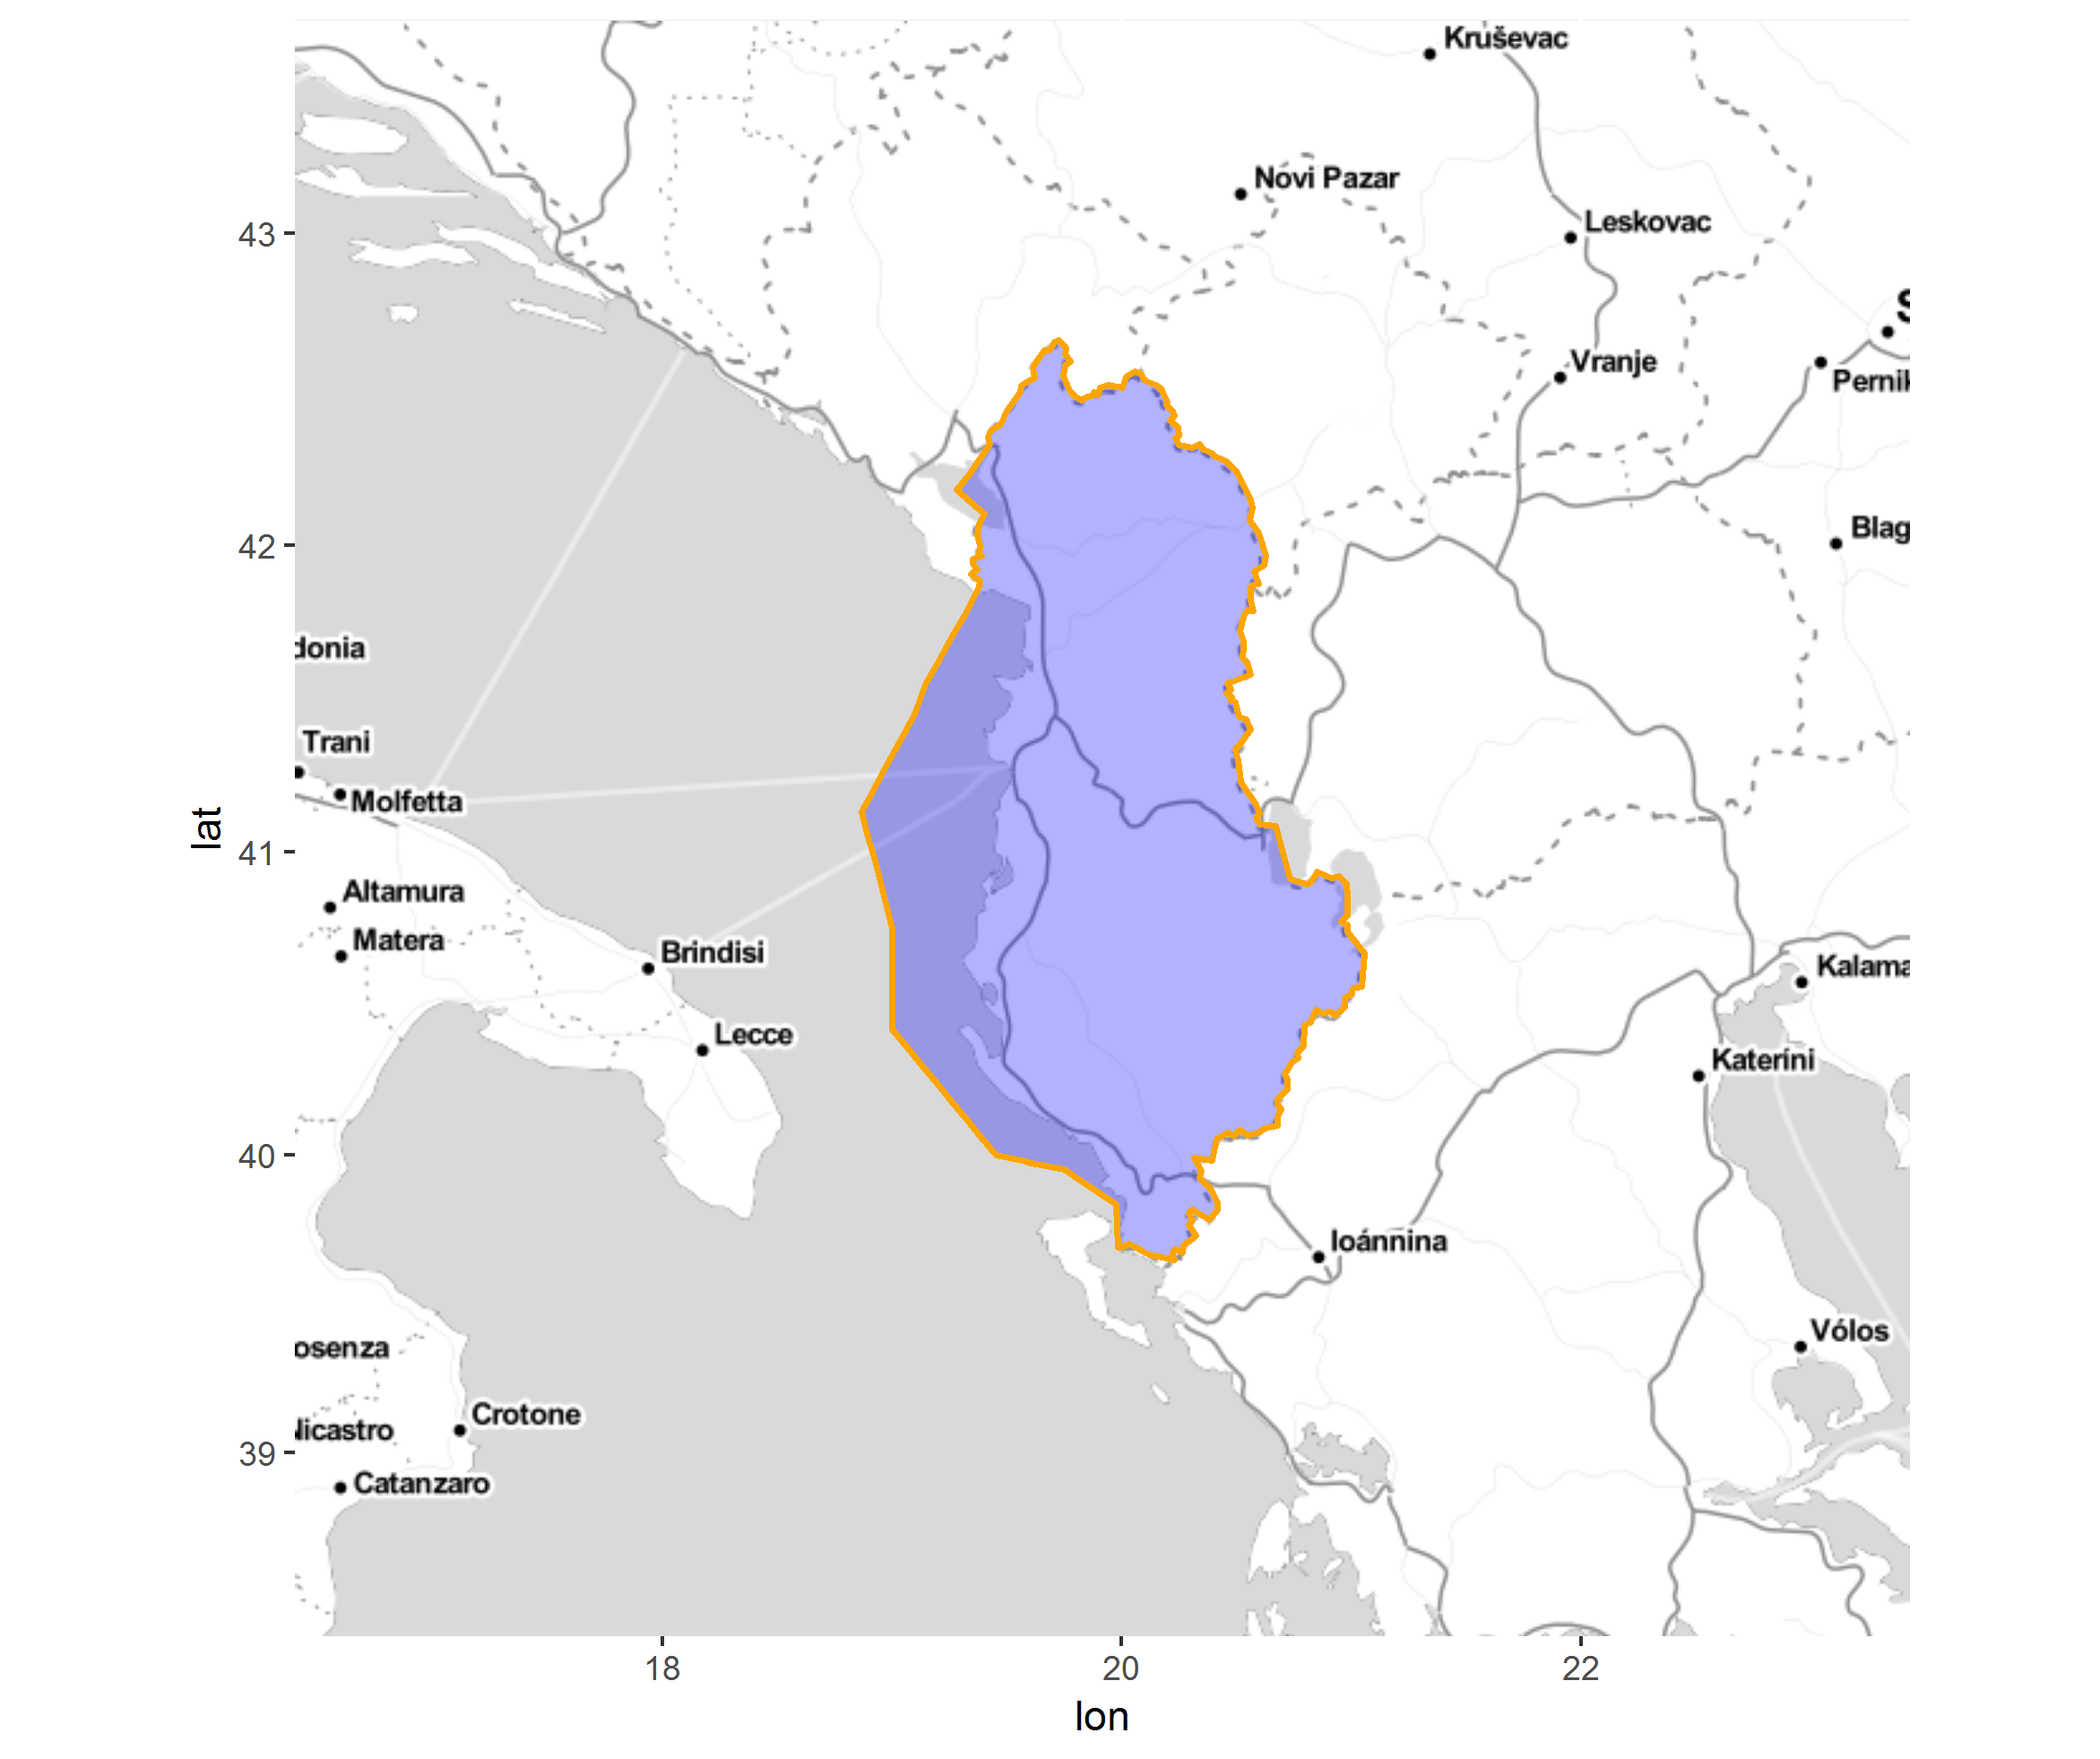 Kruševac
Novi Pazar
43
Leskovac
S
Vranje
Pernik
42
Blag
donia
Trani
Molfetta
lat
41
Altamura
Matera
Brindisi
Kalama
Lecce
Katerini
40
Ioánnina
Vólos
osenza
Crotone
licastro
39
Catanzaro
18
20
22
lon